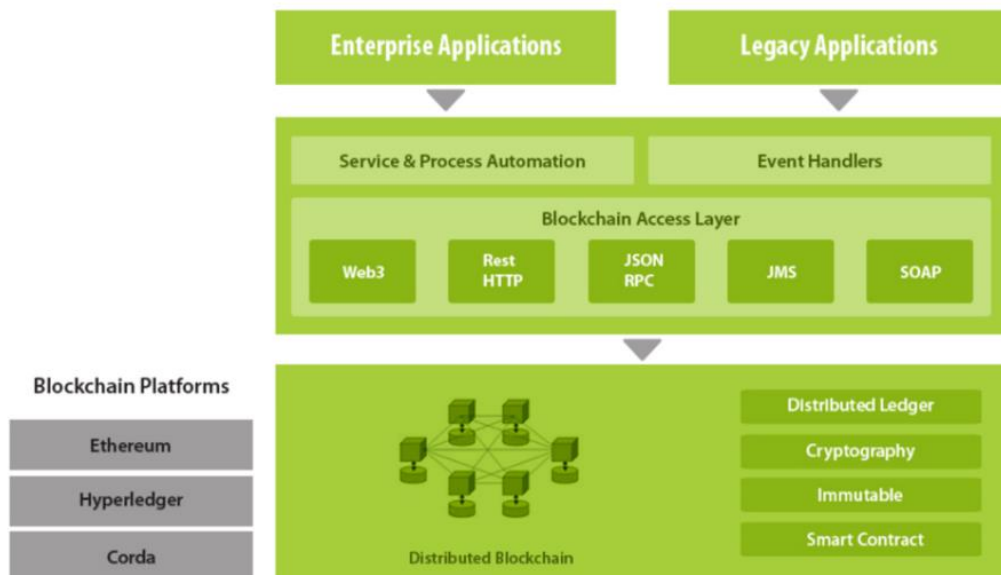 Enterprise Applications
Legacy Applications
Service & Process Automation
Event Handlers
Blockchain Access Layer
Web3
Rest
HTTP
JSON
RPC
JMS
SOAP
Blockchain Platforms
Ethereum
Hyperledger
Corda
Distributed Blockchain
Distributed Ledger
Cryptography
Immutable
Smart Contract